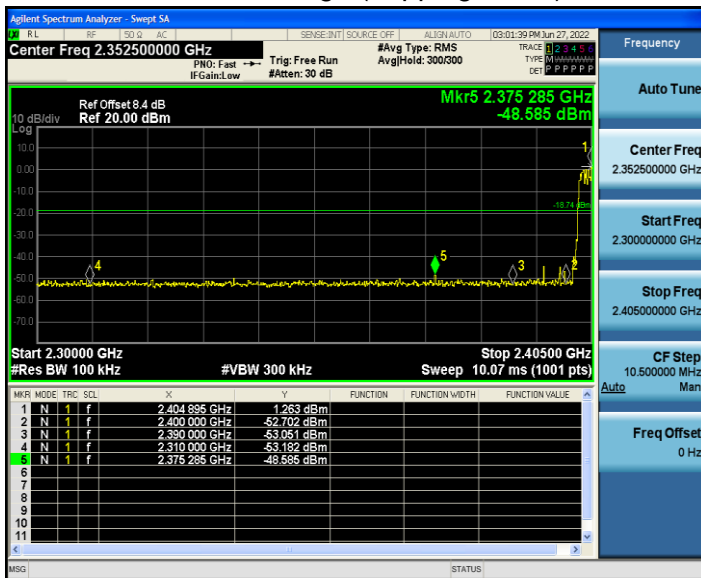 Agilent Spectrum Analyzer - Swept SA
LXI RL RF 50 Ω AC SENSE:INT SOURCE OFF ALIGN AUTO 03:01:39 PM Jun 27, 2022
Center Freq 2.352500000 GHz #Avg Type: RMS TRACE 1 2 3 4 5 6
PNO: Fast Trig: Free Run Avg|Hold: 300/300 TYPE M WWWWW
IFGain:Low #Atten: 30 dB DET P P P P P P
Frequency
Auto Tune
Center Freq
2.352500000 GHz
Start Freq
2.300000000 GHz
Stop Freq
2.405000000 GHz
CF Step
10.500000 MHz
Auto Man
Freq Offset
0 Hz
Mkr5 2.375 285 GHz
-48.585 dBm
Ref Offset 8.4 dB
10 dB/div Ref 20.00 dBm
Log
10.0
0.00
-10.0
-20.0
-30.0
-40.0
-50.0
-60.0
-70.0
1
-18.74 dBm
4
5
3
2
Start 2.30000 GHz Stop 2.40500 GHz
#Res BW 100 kHz #VBW 300 kHz Sweep 10.07 ms (1001 pts)
MKR MODE TRC SCL X Y FUNCTION FUNCTION WIDTH FUNCTION VALUE
1 N 1 f 2.404 895 GHz 1.263 dBm
2 N 1 f 2.400 000 GHz -52.702 dBm
3 N 1 f 2.390 000 GHz -53.051 dBm
4 N 1 f 2.310 000 GHz -53.182 dBm
5 N 1 f 2.375 285 GHz -48.585 dBm
6
7
8
9
10
11
MSG STATUS